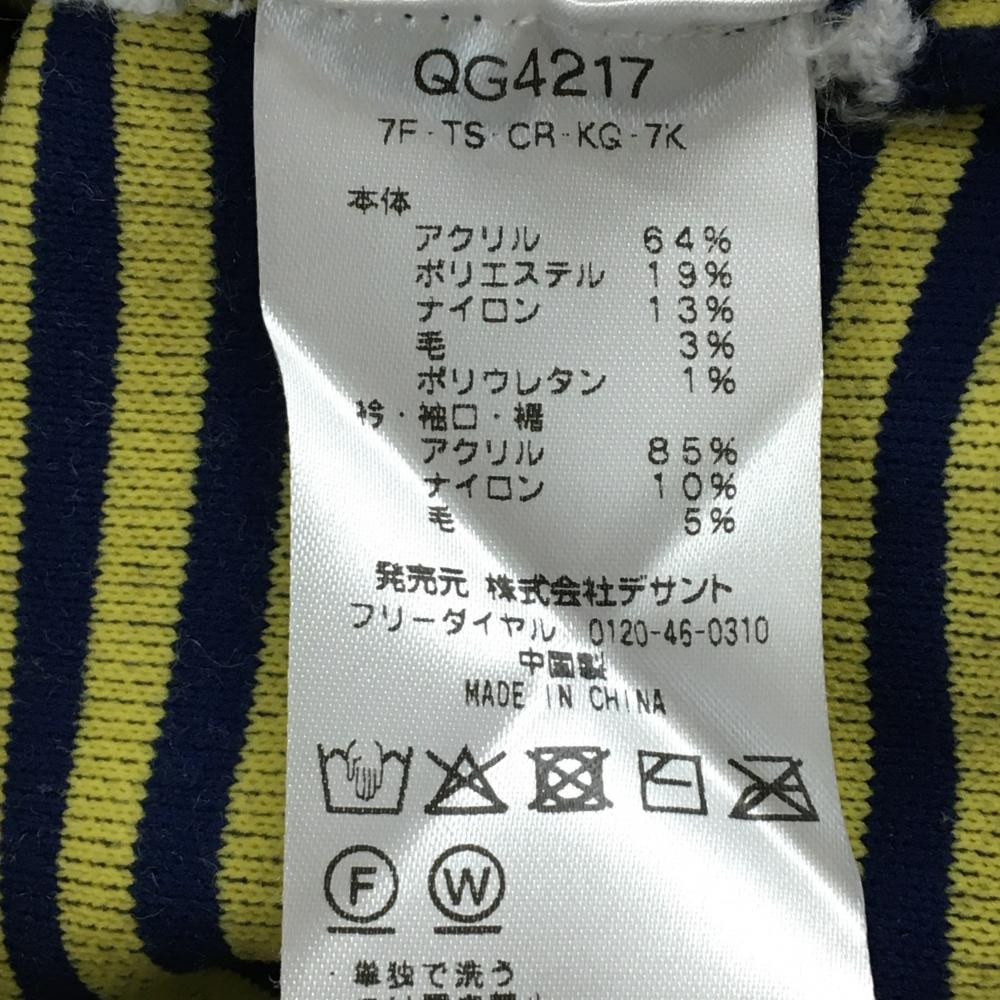 QG4217
7F-TS-CR-KG-7K
本体
アクリル 64%
ポリエステル 19%
ナイロン 13%
毛 3%
ポリウレタン 1%
衿・袖口・裾
アクリル 85%
ナイロン 10%
毛 5%
発売元 株式会社デサント
フリーダイヤル 0120-46-0310
中国製
MADE IN CHINA
F W
・単独で洗う